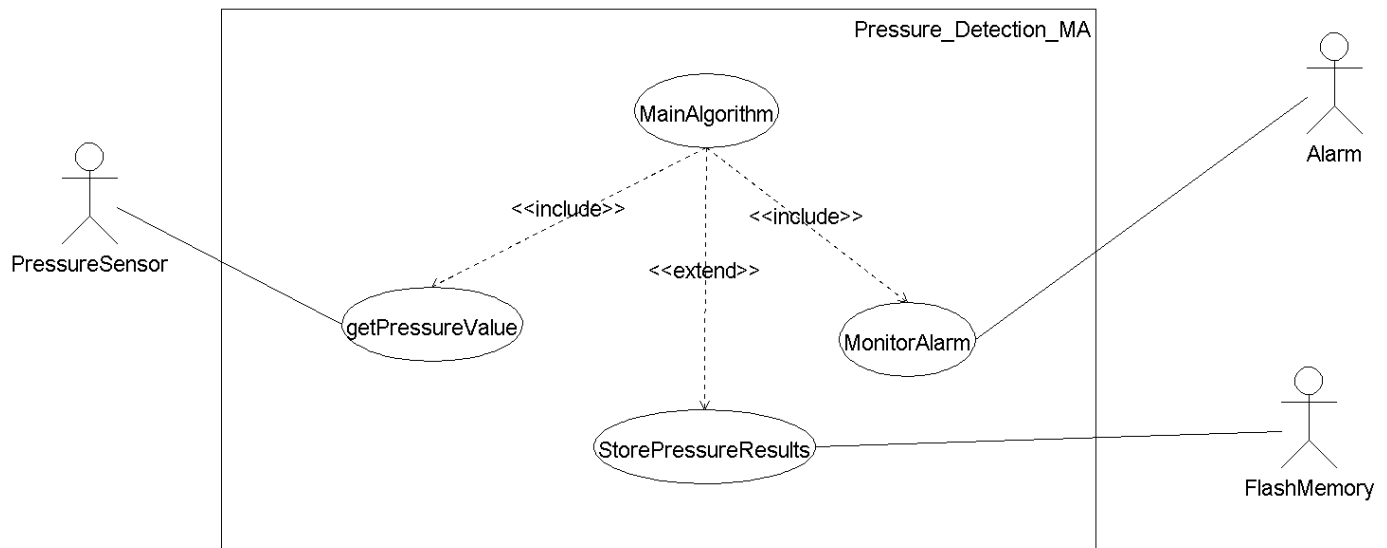 Pressure_Detection_MA
MainAlgorithm
Alarm
<<include>>
<<include>>
PressureSensor
<<extend>>
getPressureValue
MonitorAlarm
StorePressureResults
FlashMemory